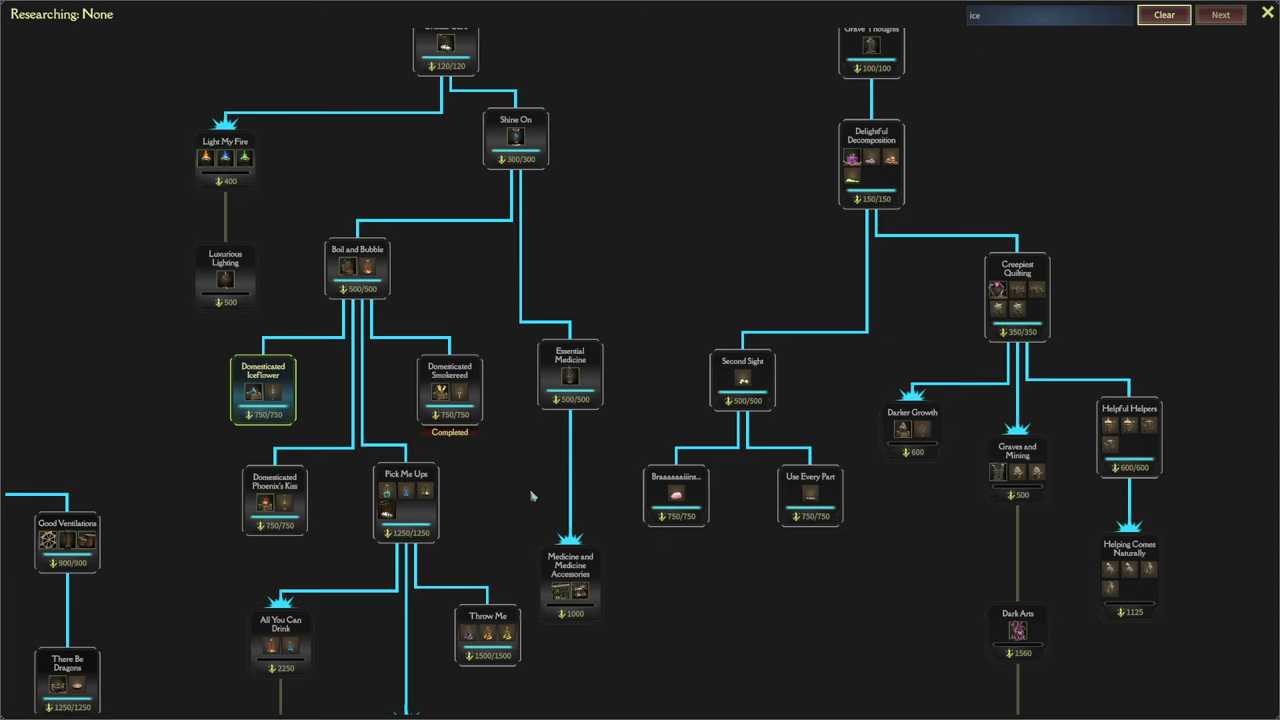 Researching: None
ice
Clear
Next
120/120
Grave Thoughts
100/100
Light My Fire
400
Shine On
300/300
Delightful
Decomposition
150/150
Luxurious
Lighting
500
Boil and Bubble
500/500
Creepiest
Quilting
350/350
Domesticated
Iceflower
750/750
Domesticated
Smokereed
750/750
Completed
Essential
Medicine
500/500
Second Sight
500/500
Darker Growth
600
Helpful Helpers
600/600
Good Ventilations
900/900
Domesticated
Phoenix's Kiss
750/750
Pick Me Ups
1250/1250
Braaaaaaiiins...
750/750
Use Every Part
750/750
Graves and
Mining
500
Medicine and
Medicine
Accessories
1000
Helping Comes
Naturally
1125
There Be
Dragons
1250/1250
All You Can
Drink
2250
Throw Me
1500/1500
Dark Arts
1560